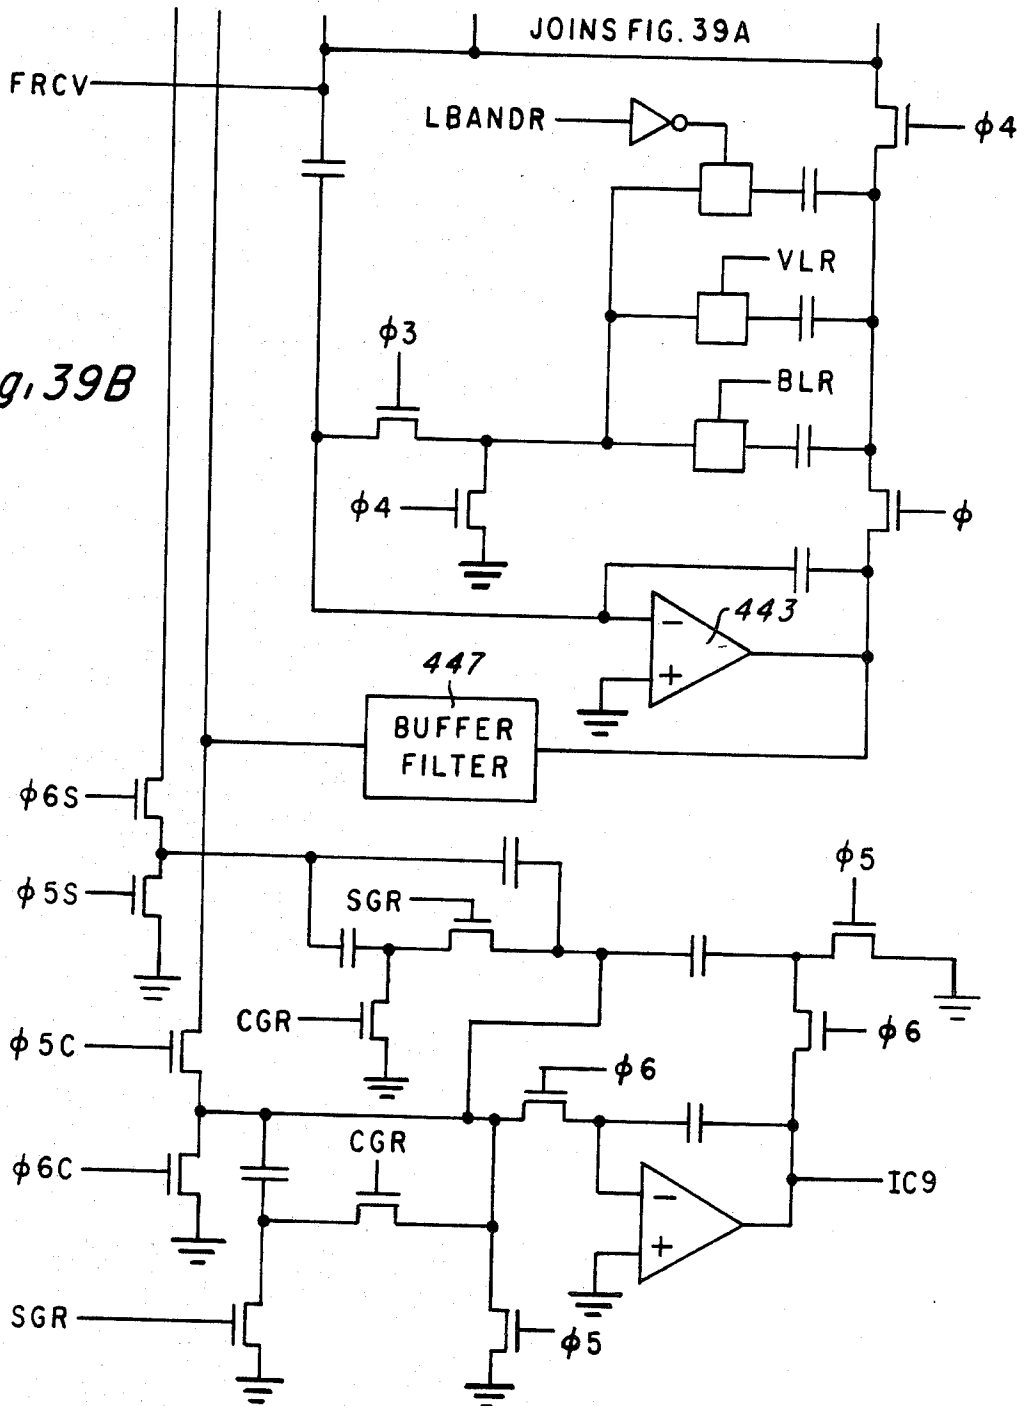 JOINS FIG. 39A
FRCV
LBANDR
φ4
VLR
φ3
g, 39B
BLR
φ4
φ
443
-
+
447
BUFFER
FILTER
φ6S
φ5S
SGR
φ5
CGR
φ5C
φ6
φ6
CGR
φ6C
IC9
-
+
SGR
φ5